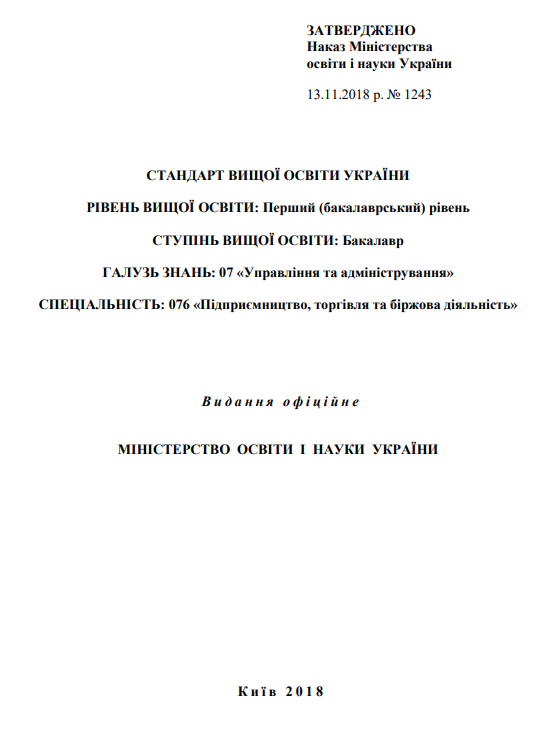 ЗАТВЕРДЖЕНО
Наказ Міністерства
освіти і науки України
13.11.2018 р. № 1243
СТАНДАРТ ВИЩОЇ ОСВІТИ УКРАЇНИ
РІВЕНЬ ВИЩОЇ ОСВІТИ: Перший (бакалаврський) рівень
СТУПІНЬ ВИЩОЇ ОСВІТИ: Бакалавр
ГАЛУЗЬ ЗНАНЬ: 07 «Управління та адміністрування»
СПЕЦІАЛЬНІСТЬ: 076 «Підприємництво, торгівля та біржова діяльність»
Видання офіційне
МІНІСТЕРСТВО ОСВІТИ І НАУКИ УКРАЇНИ
Київ 2018